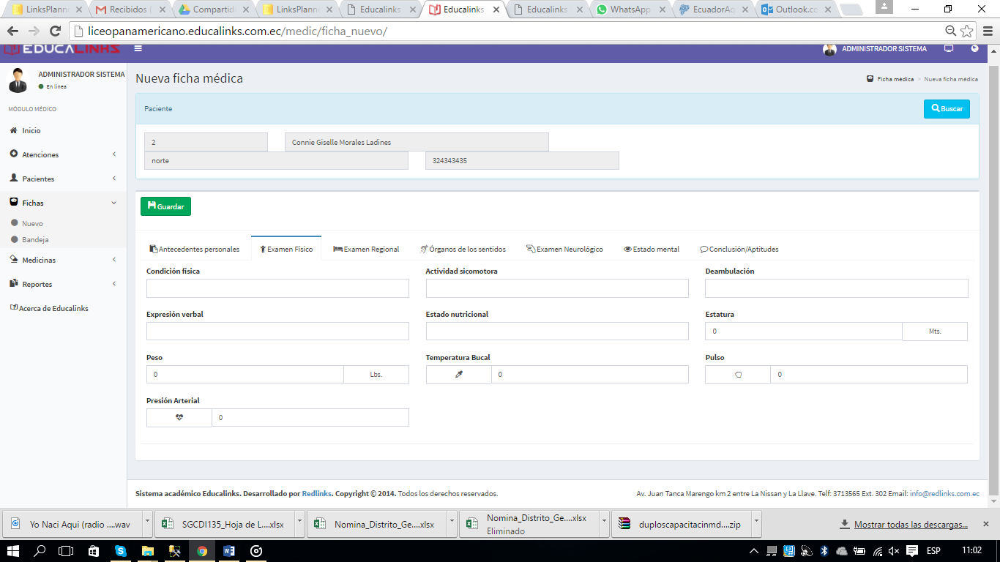 LinksPlanne
Recibidos (
Compartid
LinksPlanne
Educalinks
Educalinks
Educalinks
WhatsApp
EcuadorAq
Outlook.co
liceopanamericano.educalinks.com.ec/medic/ficha_nuevo/
EDUCALINKS
ADMINISTRADOR SISTEMA
ADMINISTRADOR SISTEMA
En línea
MÓDULO MÉDICO
Inicio
Atenciones
Pacientes
Fichas
Nuevo
Bandeja
Medicinas
Reportes
Acerca de Educalinks
Nueva ficha médica
Ficha médica > Nueva ficha médica
Paciente
Buscar
2
Connie Giselle Morales Ladines
norte
324343435
Guardar
Antecedentes personales
Examen Físico
Examen Regional
Órganos de los sentidos
Examen Neurológico
Estado mental
Conclusión/Aptitudes
Condición física
Actividad sicomotora
Deambulación
Expresión verbal
Estado nutricional
Estatura
0
Mts.
Peso
Temperatura Bucal
Pulso
0
Lbs.
0
0
Presión Arterial
0
Sistema académico Educalinks. Desarrollado por Redlinks. Copyright © 2014. Todos los derechos reservados.
Av. Juan Tanca Marengo km 2 entre La Nissan y La Llave. Telf: 3713565 Ext. 302 Email: info@redlinks.com.ec
Yo Naci Aqui (radio ....wav
SGCDI135_Hoja de L....xlsx
Nomina_Distrito_Ge....xlsx
Nomina_Distrito_Ge....xlsx
Eliminado
duploscapacitacinmd....zip
Mostrar todas las descargas...
ESP
11:02